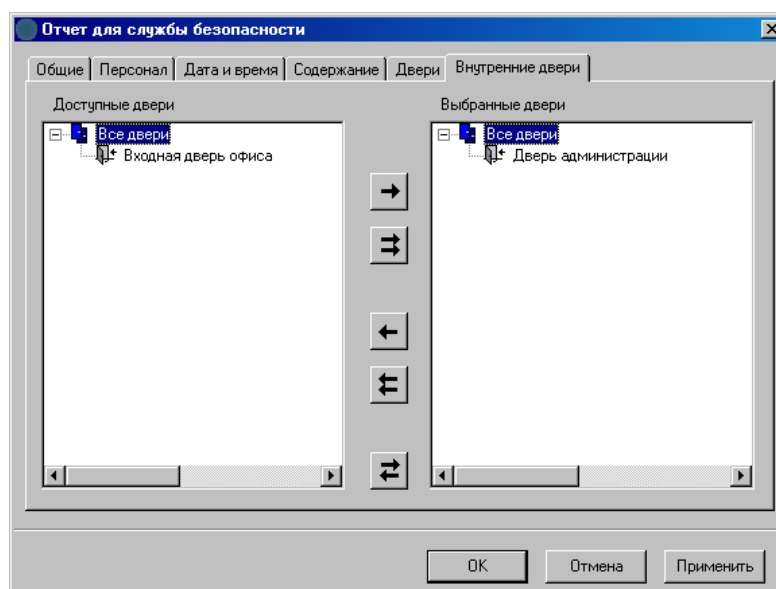 Отчет для службы безопасности
Общие Персонал Дата и время Содержание Двери Внутренние двери
Доступные двери Выбранные двери
Все двери Все двери
Входная дверь офиса Дверь администрации
OK Отмена Применить